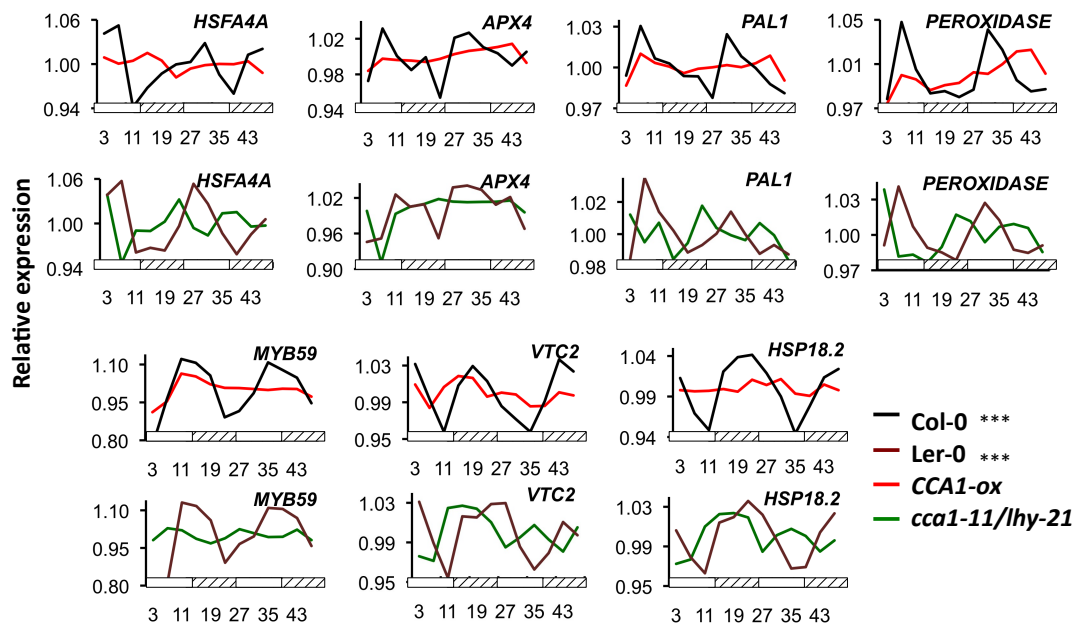 HSFA4A APX4 PAL1 PEROXIDASE
1.06 1.02 1.03 1.05
1.00 0.98 1.00 1.01
0.94 0.94 0.97 0.97
3 11 19 27 35 43 3 11 19 27 35 43 3 11 19 27 35 43 3 11 19 27 35 43
HSFA4A APX4 PAL1 PEROXIDASE
1.06 1.02 1.02 1.03
1.00 0.96 1.00 1.00
0.94 0.90 0.98 0.97
3 11 19 27 35 43 3 11 19 27 35 43 3 11 19 27 35 43 3 11 19 27 35 43
Relative expression
MYB59 VTC2 HSP18.2
1.10 1.03 1.04
0.95 0.99 0.99
0.80 0.95 0.94
3 11 19 27 35 43 3 11 19 27 35 43 3 11 19 27 35 43
MYB59 VTC2 HSP18.2
1.10 1.03 1.03
0.95 0.99 0.99
0.80 0.95 0.95
3 11 19 27 35 43 3 11 19 27 35 43 3 11 19 27 35 43
Col-0 ***
Ler-0 ***
CCA1-ox
cca1-11/lhy-21